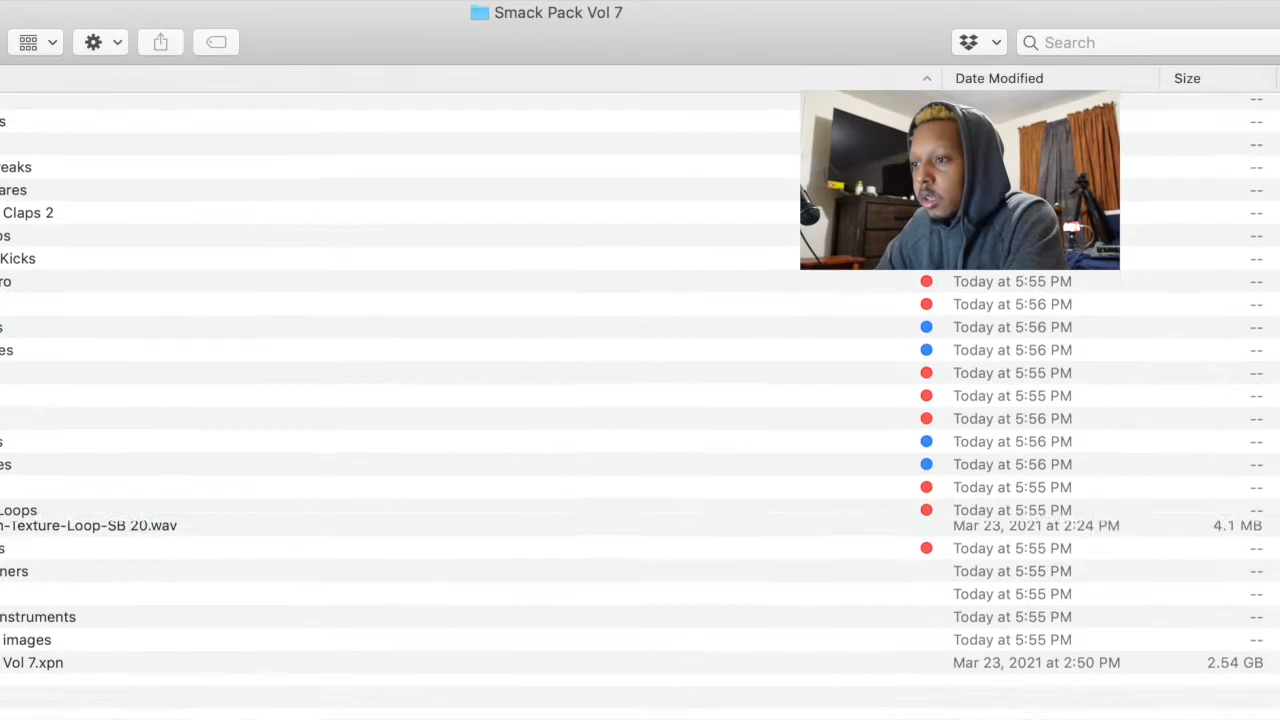 Smack Pack Vol 7
Search
Date Modified
Size
--
s --
--
eaks --
ares --
Claps 2 --
os --
Kicks --
ro Today at 5:55 PM --
Today at 5:56 PM --
s Today at 5:56 PM --
es Today at 5:56 PM --
Today at 5:55 PM --
Today at 5:55 PM --
Today at 5:56 PM --
s Today at 5:56 PM --
es Today at 5:56 PM --
Today at 5:55 PM --
Loops Today at 5:55 PM --
n-Texture-Loop-SB 20.wav Mar 23, 2021 at 2:24 PM 4.1 MB
s Today at 5:55 PM --
ners Today at 5:55 PM --
Today at 5:55 PM --
nstruments Today at 5:55 PM --
images Today at 5:55 PM --
Vol 7.xpn Mar 23, 2021 at 2:50 PM 2.54 GB